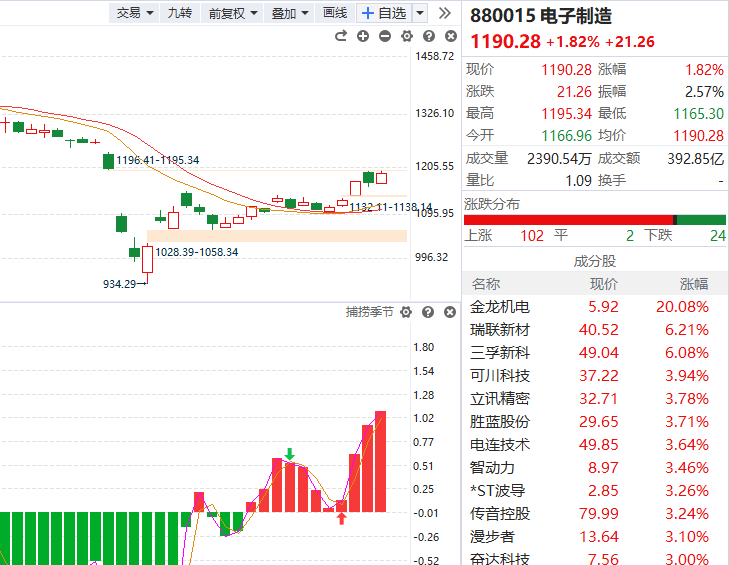 交易 九转 前复权 叠加 画线 +自选
880015 电子制造
1190.28 +1.82% +21.26
现价 1190.28 涨幅 1.82%
涨跌 21.26 振幅 2.57%
最高 1195.34 最低 1165.30
今开 1166.96 均价 1190.28
成交量 2390.54万 成交额 392.85亿
量比 1.09 换手 -
涨跌分布
上涨 102 平 2 下跌 24
成分股
名称 现价 涨幅
金龙机电 5.92 20.08%
瑞联新材 40.52 6.21%
三孚新科 49.04 6.08%
可川科技 37.22 3.94%
立讯精密 32.71 3.78%
胜蓝股份 29.65 3.71%
电连技术 49.85 3.64%
智动力 8.97 3.46%
*ST波导 2.85 3.26%
传音控股 79.99 3.24%
漫步者 13.64 3.10%
奋达科技 7.56 3.00%
1458.72
1326.10
1205.55
1095.95
996.32
1196.41-1195.34
1132.11-1138.14
1028.39-1058.34
934.29
捕捞季节
1.80
1.54
1.28
1.02
0.77
0.51
0.25
-0.01
-0.26
-0.52